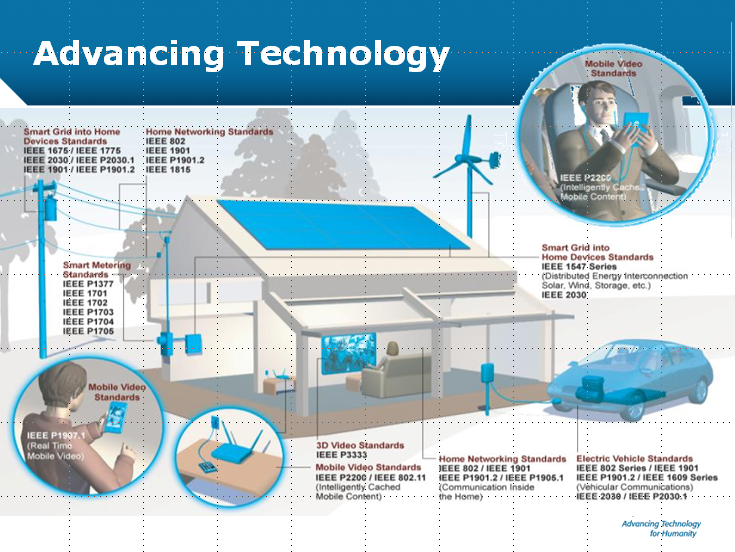 Advancing Technology
Mobile Video
Standards
IEEE P2200
(Intelligently Cached
Mobile Content)
Smart Grid into Home
Devices Standards
IEEE 1675 / IEEE 1775
IEEE 2030 / IEEE P2030.1
IEEE 1901 / IEEE P1901.2
Home Networking Standards
IEEE 802
IEEE 1901
IEEE P1901.2
IEEE 1815
Smart Grid into
Home Devices Standards
IEEE 1547 Series
(Distributed Energy Interconnection
Solar, Wind, Storage, etc.)
IEEE 2030
Smart Metering
Standards
IEEE P1377
IEEE 1701
IEEE 1702
IEEE P1703
IEEE P1704
IEEE P1705
Mobile Video
Standards
IEEE P1907.1
(Real Time
Mobile Video)
3D Video Standards
IEEE P3333
Mobile Video Standards
IEEE P2200 / IEEE 802.11
(Intelligently Cached
Mobile Content)
Home Networking Standards
IEEE 802 / IEEE 1901
IEEE P1901.2 / IEEE P1905.1
(Communication Inside
the Home)
Electric Vehicle Standards
IEEE 802 Series / IEEE 1901
IEEE P1901.2 / IEEE 1609 Series
(Vehicular Communications)
IEEE 2030 / IEEE P2030.1
Advancing Technology
for Humanity